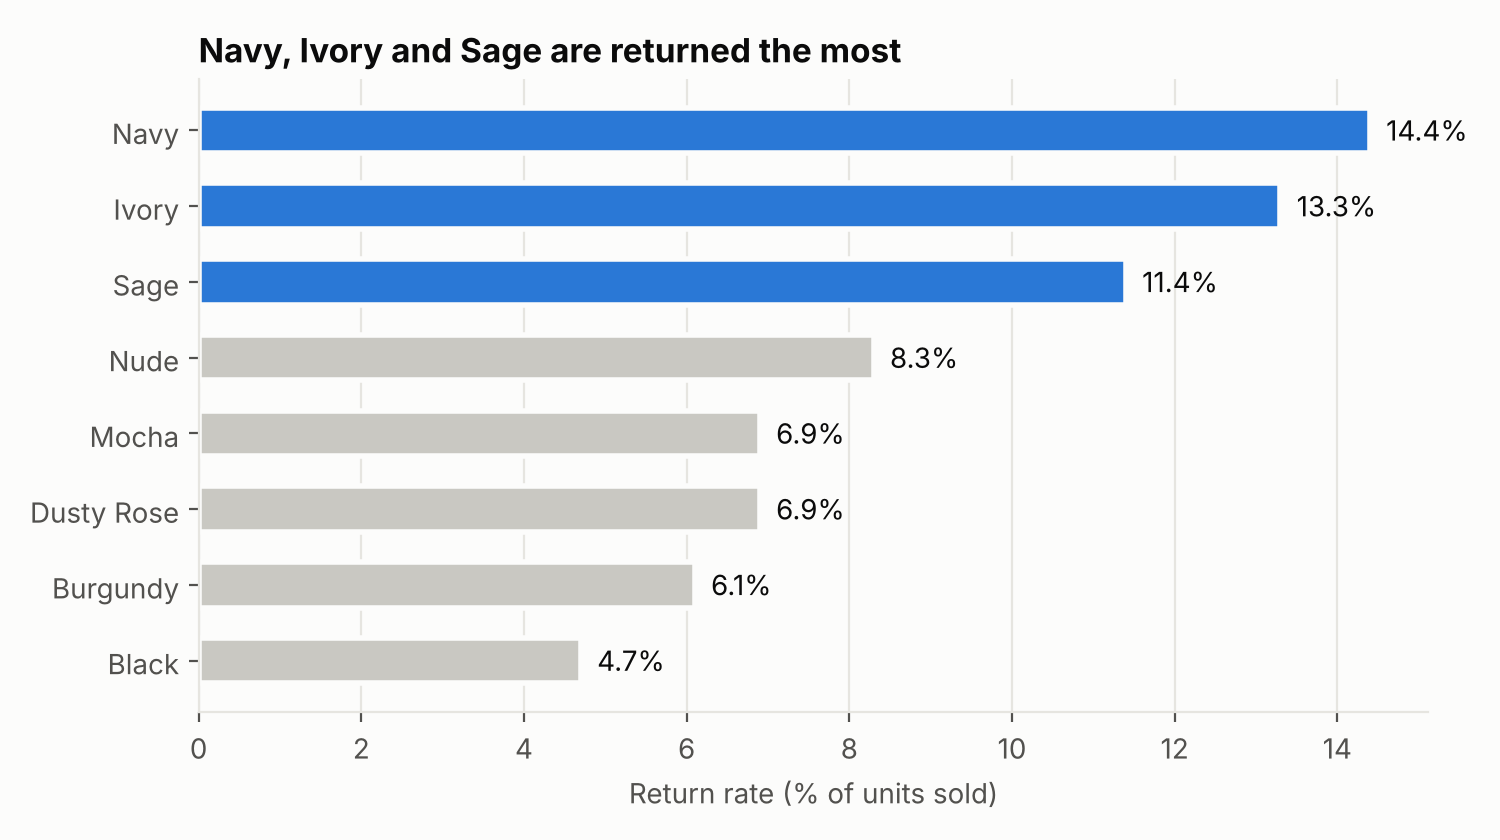 Navy, Ivory and Sage are returned the most
Navy 14.4%
Ivory 13.3%
Sage 11.4%
Nude 8.3%
Mocha 6.9%
Dusty Rose 6.9%
Burgundy 6.1%
Black 4.7%
0 2 4 6 8 10 12 14
Return rate (% of units sold)